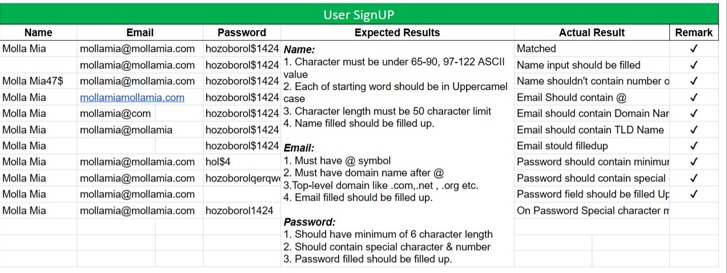 User SignUP
Name Email Password Expected Results Actual Result Remark
Molla Mia mollamia@mollamia.com hozoborol$1424 Matched ✓
mollamia@mollamia.com hozoborol$1424 Name input should be filled ✓
Molla Mia47$ mollamia@mollamia.com hozoborol$1424 Name shouldn't contain number o ✓
Molla Mia mollamiamollamia.com hozoborol$1424 Email Should contain @ ✓
Molla Mia mollamia@com hozoborol$1424 Email should contain Domain Nar ✓
Molla Mia mollamia@mollamia hozoborol$1424 Email should contain TLD Name ✓
Molla Mia hozoborol$1424 Email stould filledup ✓
Molla Mia mollamia@mollamia.com hol$4 Password should contain minimur ✓
Molla Mia mollamia@mollamia.com hozoborolqerqw Password should contain special ✓
Molla Mia mollamia@mollamia.com Password field should be filled Up ✓
Molla Mia mollamia@mollamia.com hozoborol1424 On Password Special character m
Name:
1. Character must be under 65-90, 97-122 ASCII
value
2. Each of starting word should be in Uppercamel
case
3. Character length must be 50 character limit
4. Name filled should be filled up.
Email:
1. Must have @ symbol
2. Must have domain name after @
3.Top-level domain like .com,.net , .org etc.
4. Email filled should be filled up.
Password:
1. Should have minimum of 6 character length
2. Should contain special character & number
3. Password filled should be filled up.